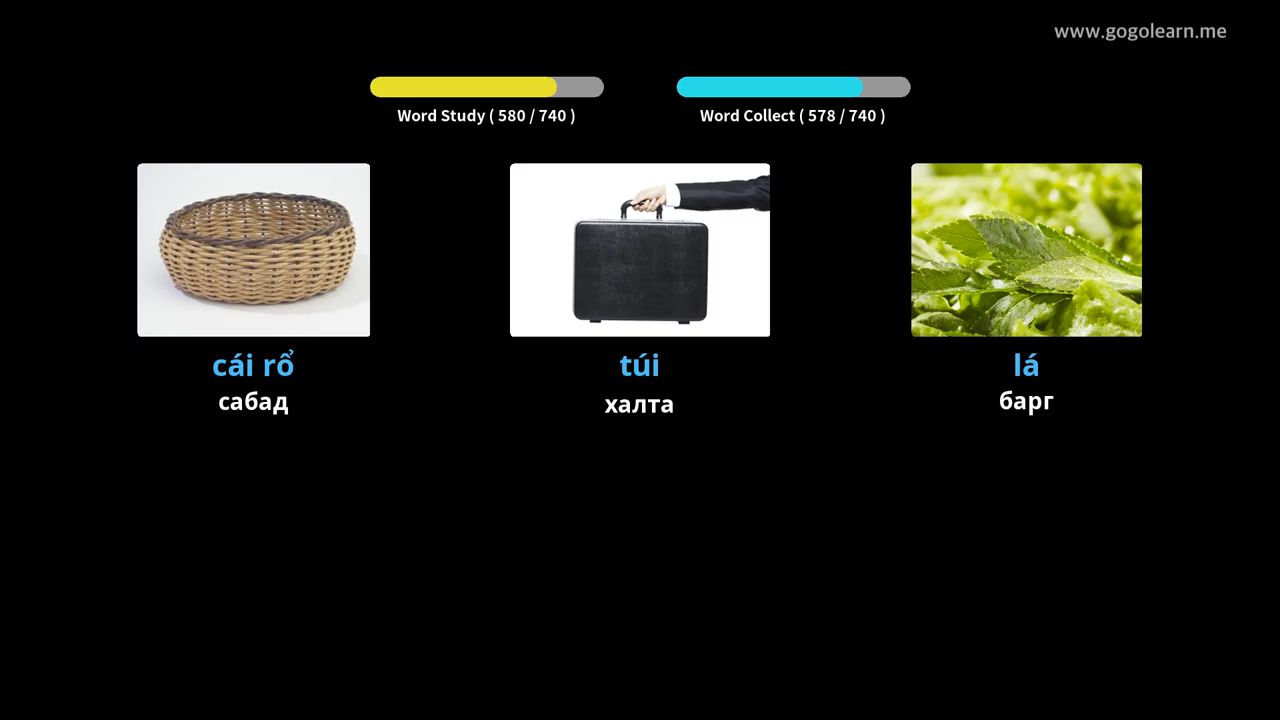 www.gogolearn.me
Word Study ( 580 / 740 )
Word Collect ( 578 / 740 )
cái rổ
сабад
túi
халта
lá
барг